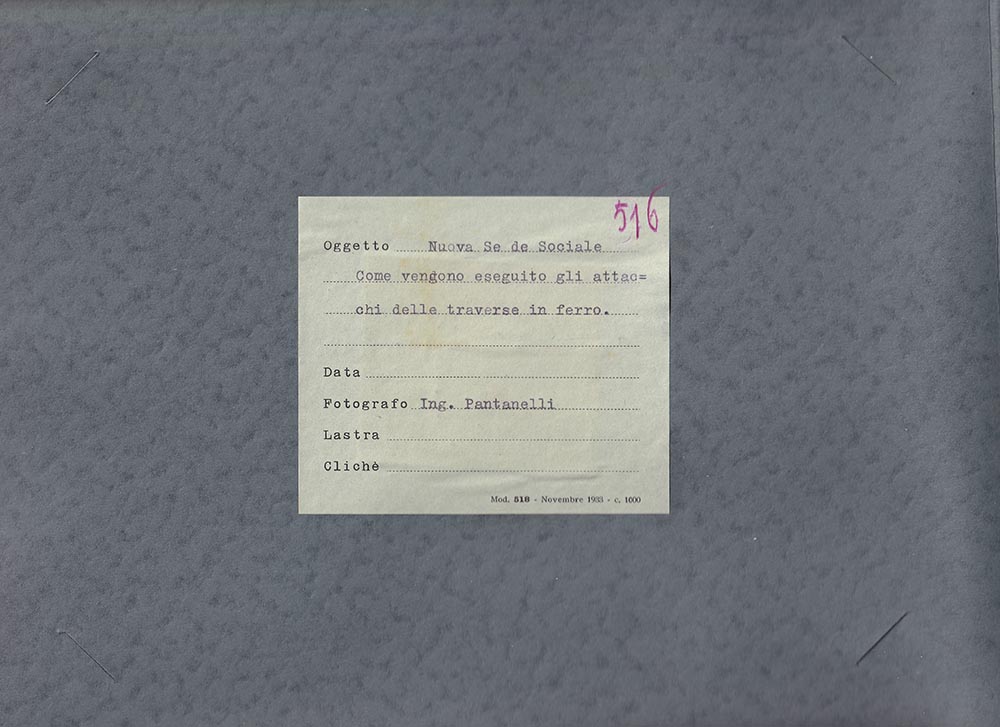 516
Oggetto Nuova Se de Sociale
Come vengono eseguito gli attac=
chi delle traverse in ferro.
Data
Fotografo Ing. Pantanelli
Lastra
Clichè
Mod. 518 - Novembre 1933 - c. 1000